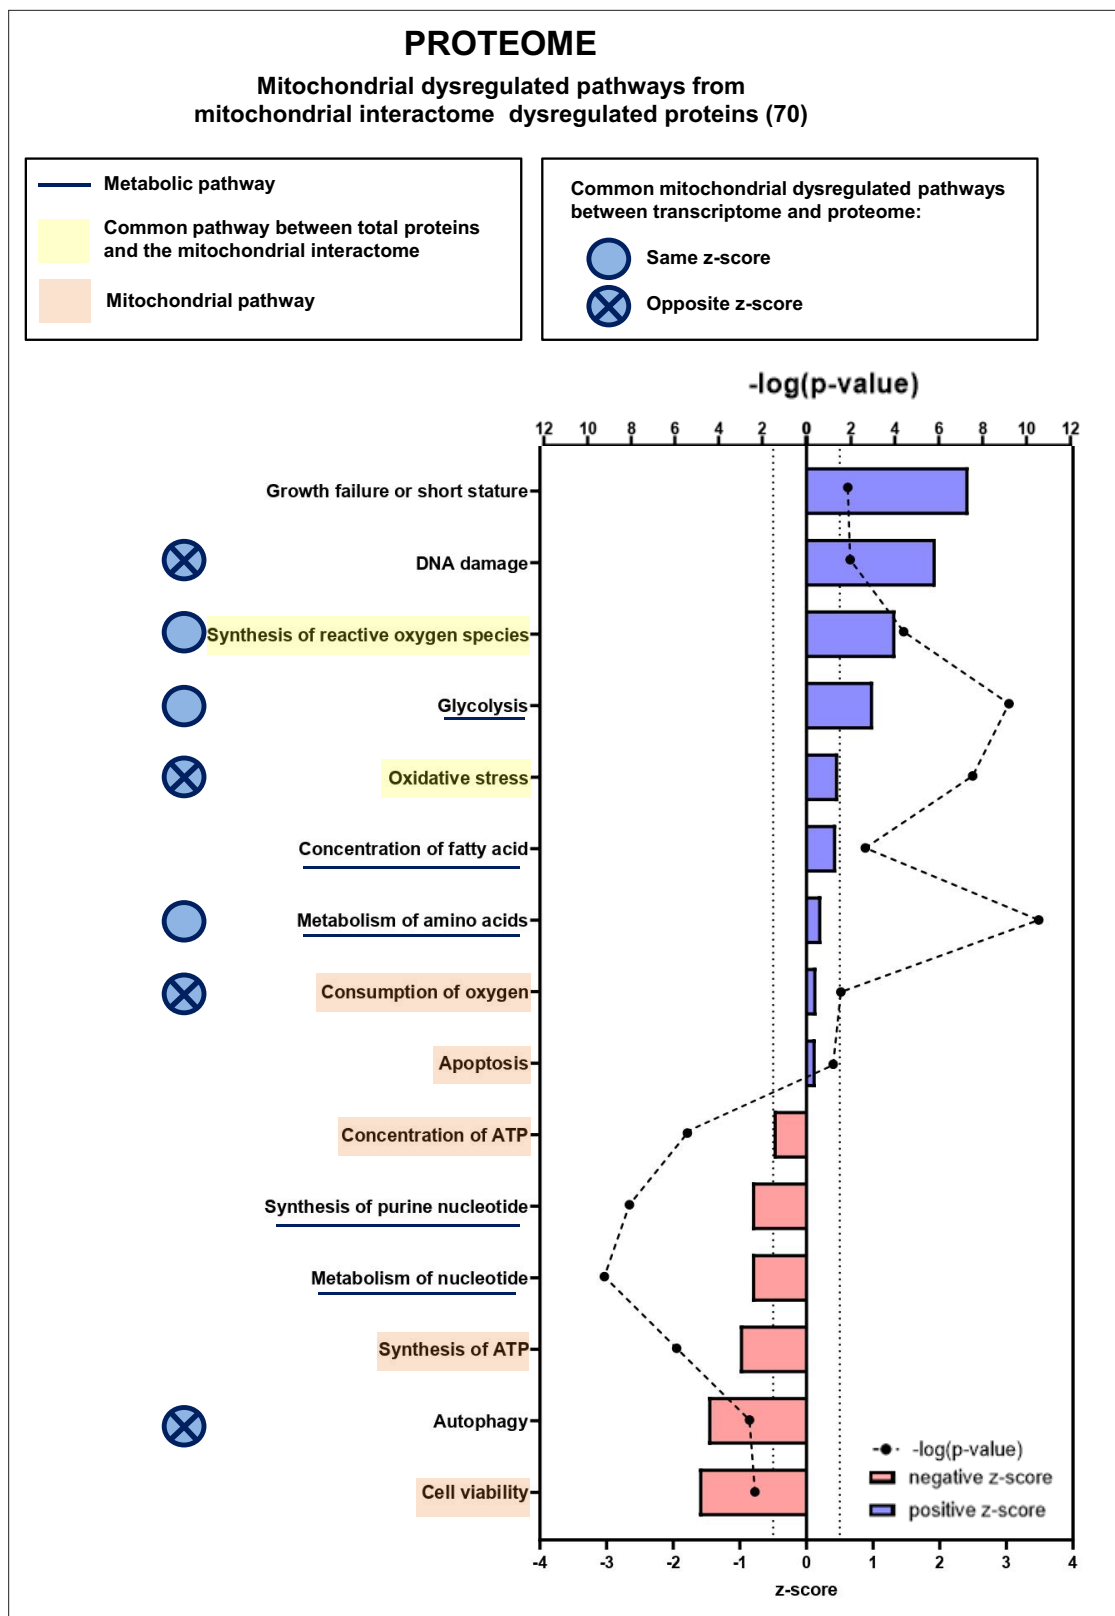 PROTEOME
Mitochondrial dysregulated pathways from
mitochondrial interactome dysregulated proteins (70)
Metabolic pathway
Common pathway between total proteins
and the mitochondrial interactome
Mitochondrial pathway
Common mitochondrial dysregulated pathways
between transcriptome and proteome:
Same z-score
Opposite z-score
-log(p-value)
12 10 8 6 4 2 0 2 4 6 8 10 12
Growth failure or short stature
DNA damage
Synthesis of reactive oxygen species
Glycolysis
Oxidative stress
Concentration of fatty acid
Metabolism of amino acids
Consumption of oxygen
Apoptosis
Concentration of ATP
Synthesis of purine nucleotide
Metabolism of nucleotide
Synthesis of ATP
Autophagy
Cell viability
-log(p-value)
negative z-score
positive z-score
-4 -3 -2 -1 0 1 2 3 4
z-score